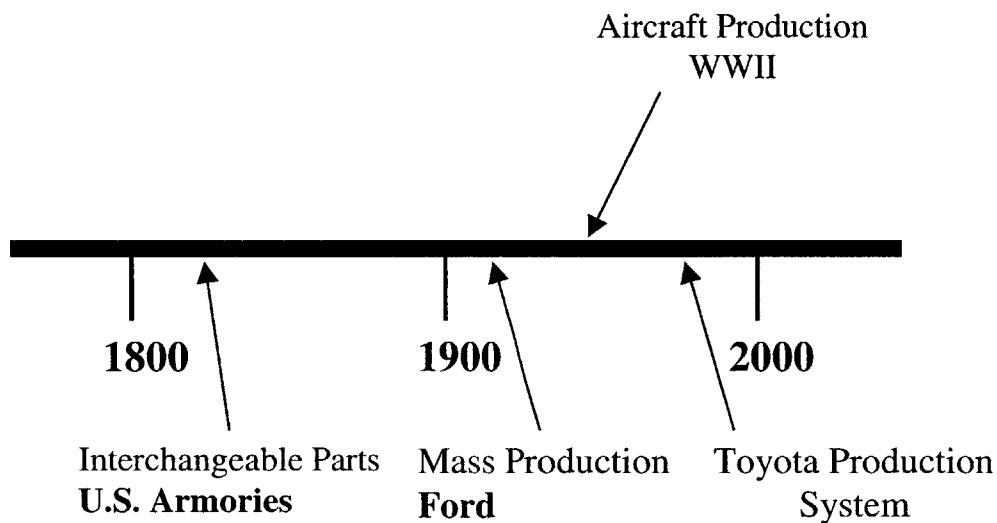 Aircraft Production
WWII
1800
1900
2000
Interchangeable Parts
U.S. Armories
Mass Production
Ford
Toyota Production
System